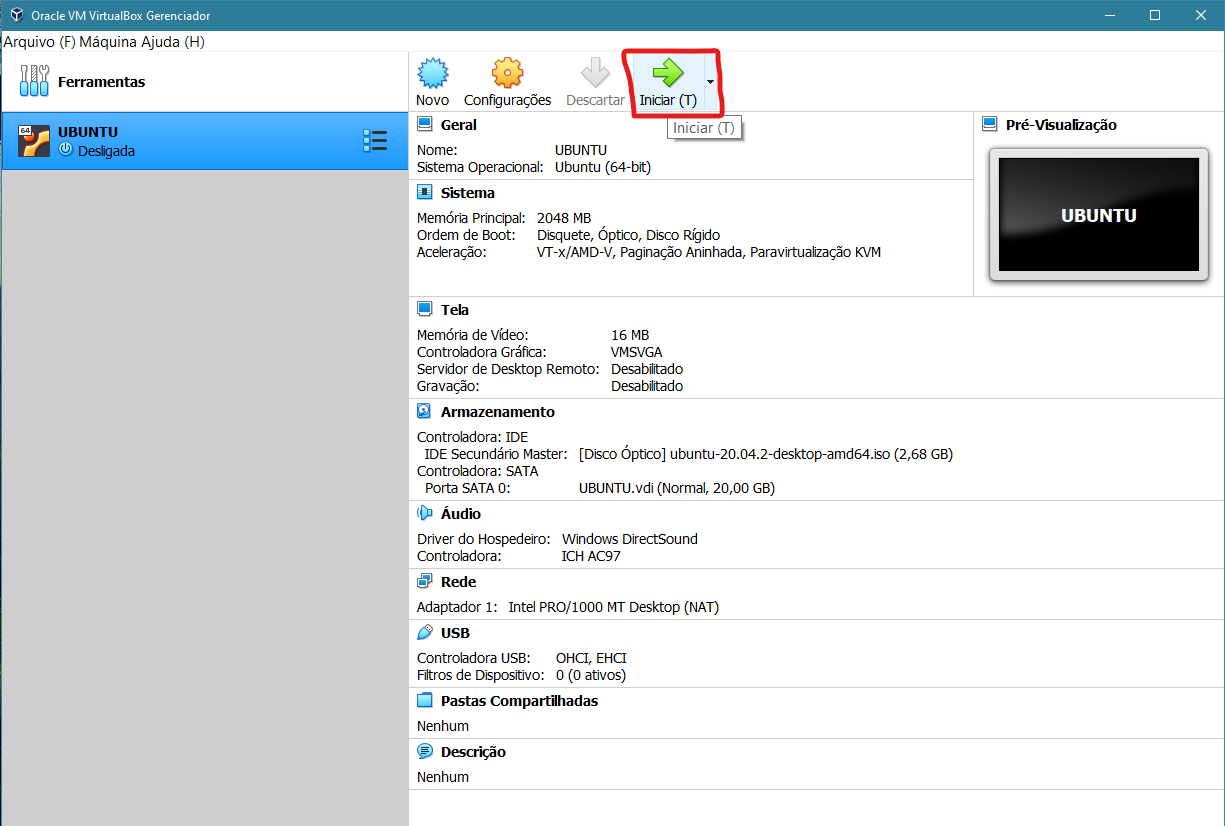 Oracle VM VirtualBox Gerenciador
Arquivo (F) Máquina Ajuda (H)
Ferramentas
64
UBUNTU
Desligada
Novo
Configurações
Descartar
Iniciar (T)
Iniciar (T)
Geral
Nome: UBUNTU
Sistema Operacional: Ubuntu (64-bit)
Pré-Visualização
UBUNTU
Sistema
Memória Principal: 2048 MB
Ordem de Boot: Disquete, Óptico, Disco Rígido
Aceleração: VT-x/AMD-V, Paginação Aninhada, Paravirtualização KVM
Tela
Memória de Vídeo: 16 MB
Controladora Gráfica: VMSVGA
Servidor de Desktop Remoto: Desabilitado
Gravação: Desabilitado
Armazenamento
Controladora: IDE
IDE Secundário Master: [Disco Óptico] ubuntu-20.04.2-desktop-amd64.iso (2,68 GB)
Controladora: SATA
Porta SATA 0: UBUNTU.vdi (Normal, 20,00 GB)
Áudio
Driver do Hospedeiro: Windows DirectSound
Controladora: ICH AC97
Rede
Adaptador 1: Intel PRO/1000 MT Desktop (NAT)
USB
Controladora USB: OHCI, EHCI
Filtros de Dispositivo: 0 (0 ativos)
Pastas Compartilhadas
Nenhum
Descrição
Nenhum